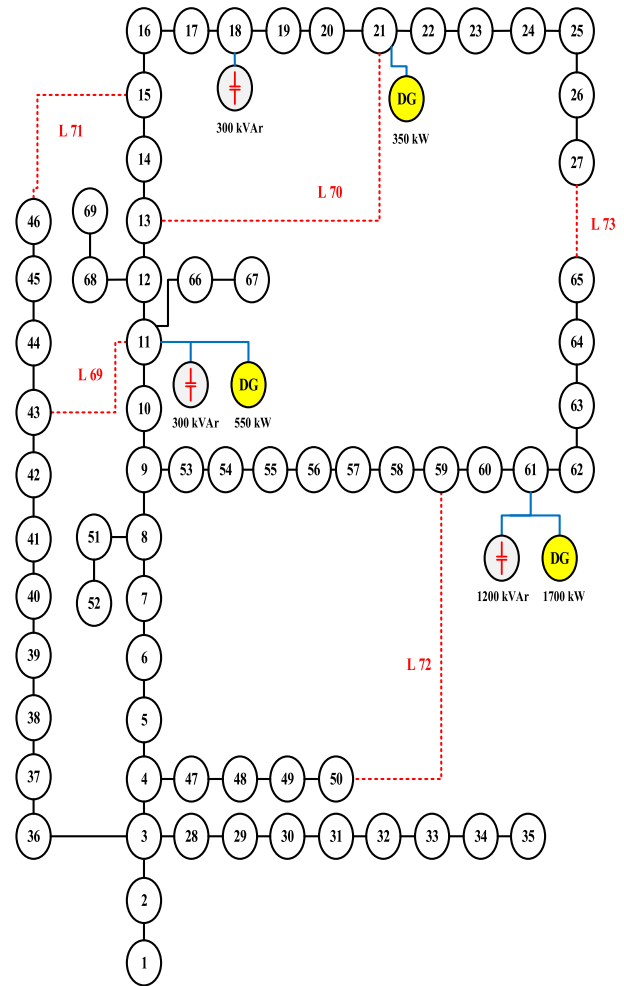 16 17 18 19 20 21 22 23 24 25
15 DG 26
L 71 300 kVAr 350 kW
14 27
L 70
69 46 13 L 73
45 68 12 66 67 65
44 11 64
L 69 DG
43 10 300 kVAr 550 kW 63
42 9 53 54 55 56 57 58 59 60 61 62
41 51 8 DG
40 52 7 1200 kVAr 1700 kW
39 6 L 72
38 5
37 4 47 48 49 50
36 3 28 29 30 31 32 33 34 35
2
1